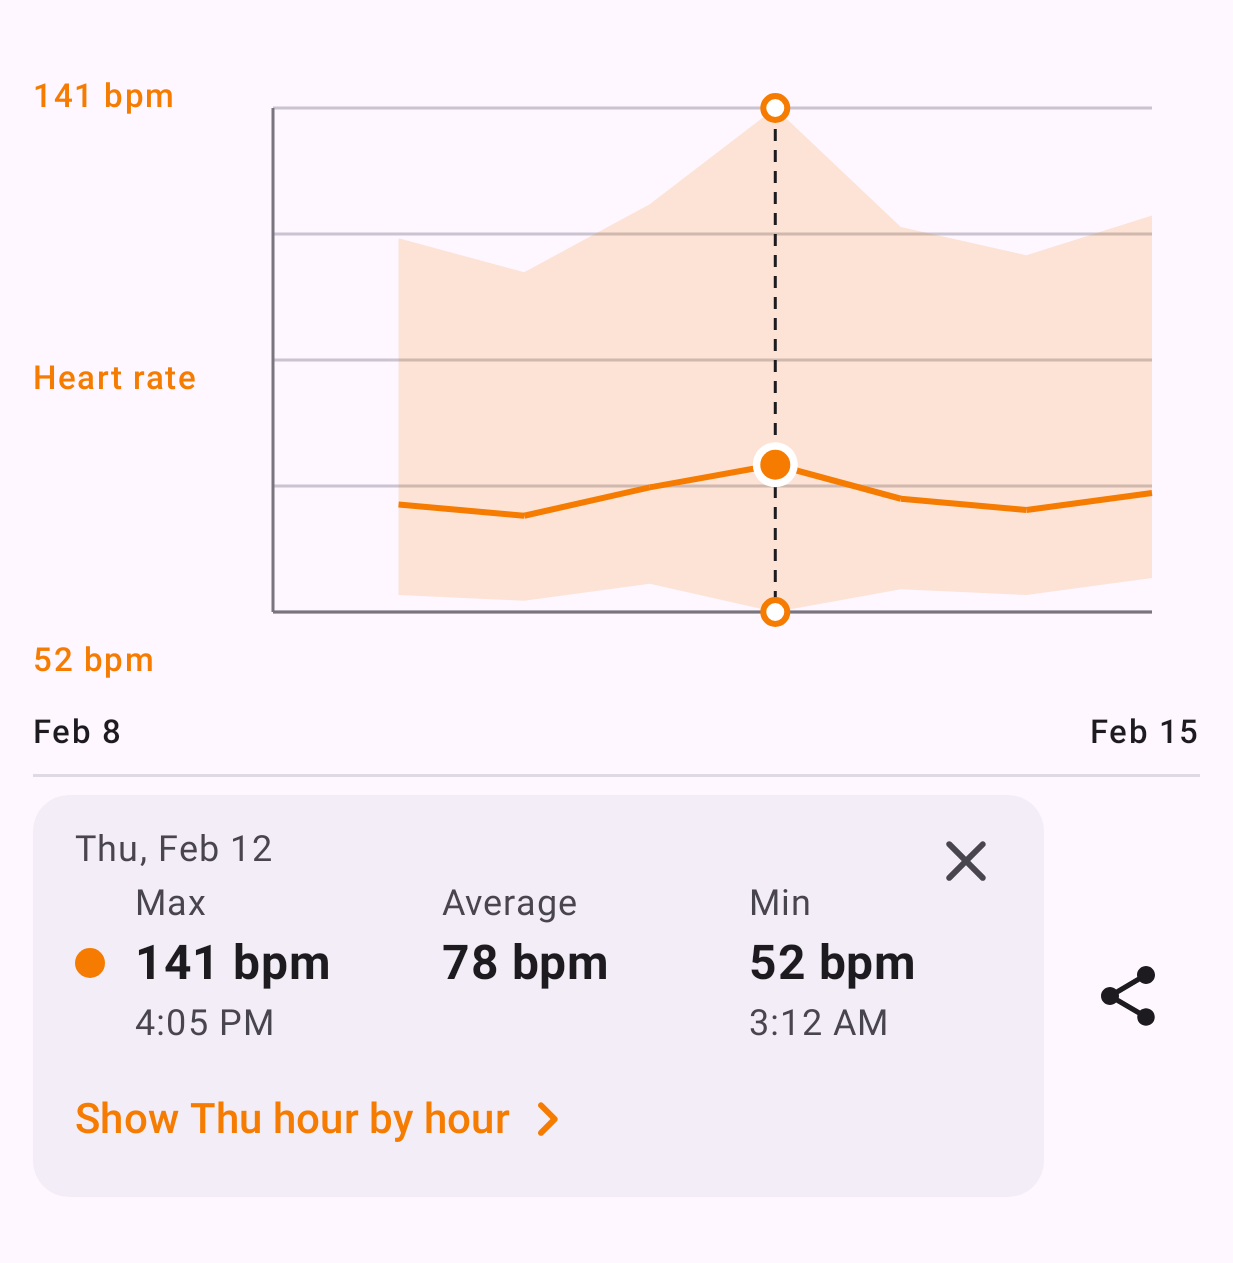 141 bpm
Heart rate
52 bpm
Feb 8 Feb 15
Thu, Feb 12
Max Average Min
141 bpm 78 bpm 52 bpm
4:05 PM 3:12 AM
Show Thu hour by hour